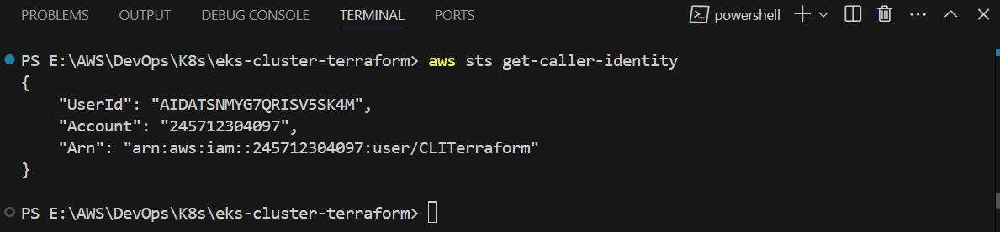 PROBLEMS OUTPUT DEBUG CONSOLE TERMINAL PORTS powershell
PS E:\AWS\DevOps\K8s\eks-cluster-terraform> aws sts get-caller-identity
{
    "UserId": "AIDATSNMYG7QRISV5SK4M",
    "Account": "245712304097",
    "Arn": "arn:aws:iam::245712304097:user/CLITerraform"
}
PS E:\AWS\DevOps\K8s\eks-cluster-terraform>